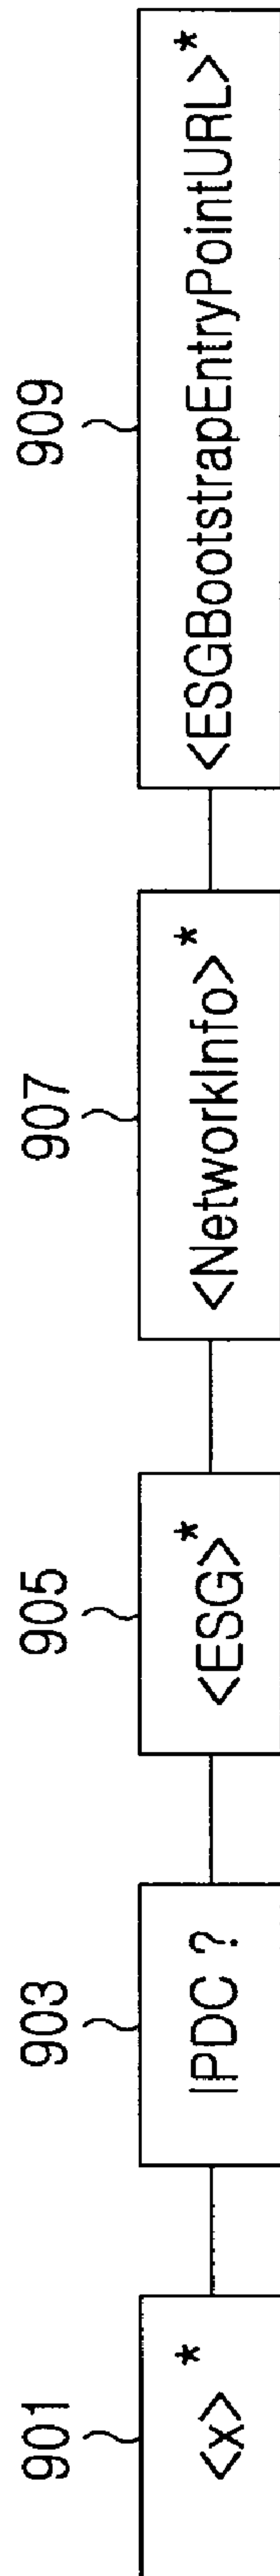 901
903
905
907
909
<x>*
IPDC ?
<ESG>*
<NetworkInfo>*
<ESGBootstrapEntryPointURL>*